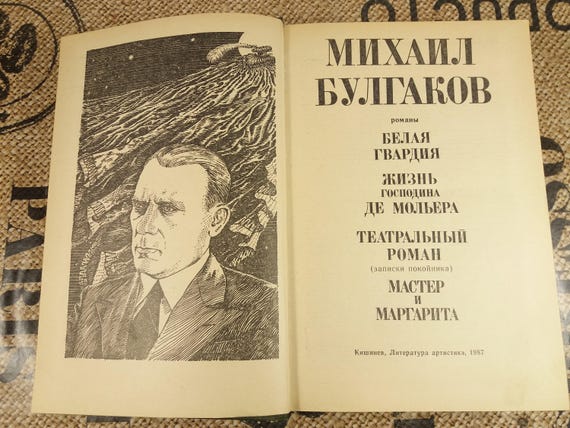 МИХАИЛ
БУЛГАКОВ
романы
БЕЛАЯ
ГВАРДИЯ
ЖИЗНЬ
ГОСПОДИНА
ДЕ МОЛЬЕРА
ТЕАТРАЛЬНЫЙ
РОМАН
(записки покойника)
МАСТЕР
И
МАРГАРИТА
Кишинев, Литература артистикэ, 1987